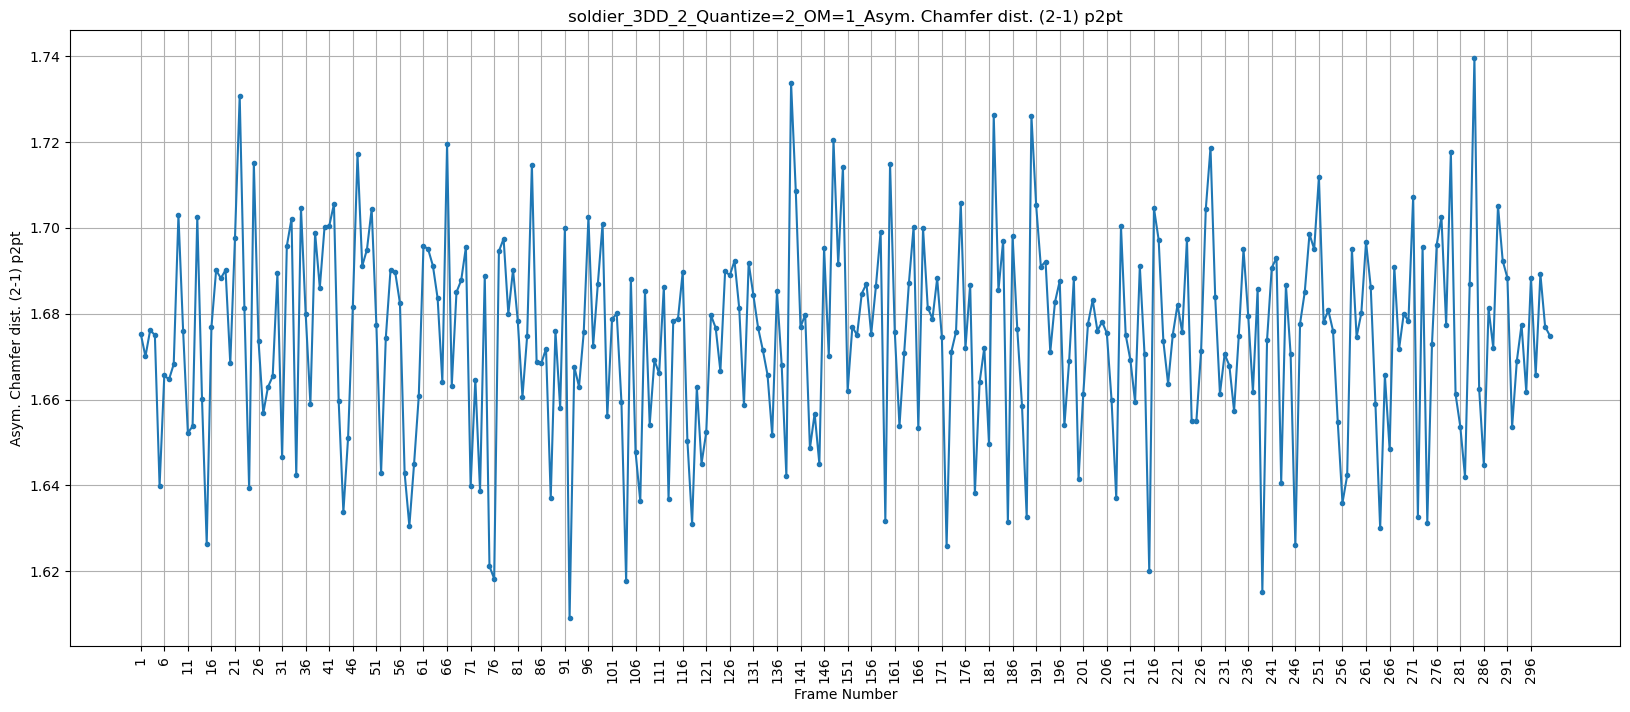 soldier_3DD_2_Quantize=2_OM=1_Asym. Chamfer dist. (2-1) p2pt
Asym. Chamfer dist. (2-1) p2pt
1.74
1.72
1.70
1.68
1.66
1.64
1.62
1 6 11 16 21 26 31 36 41 46 51 56 61 66 71 76 81 86 91 96 101 106 111 116 121 126 131 136 141 146 151 156 161 166 171 176 181 186 191 196 201 206 211 216 221 226 231 236 241 246 251 256 261 266 271 276 281 286 291 296
Frame Number